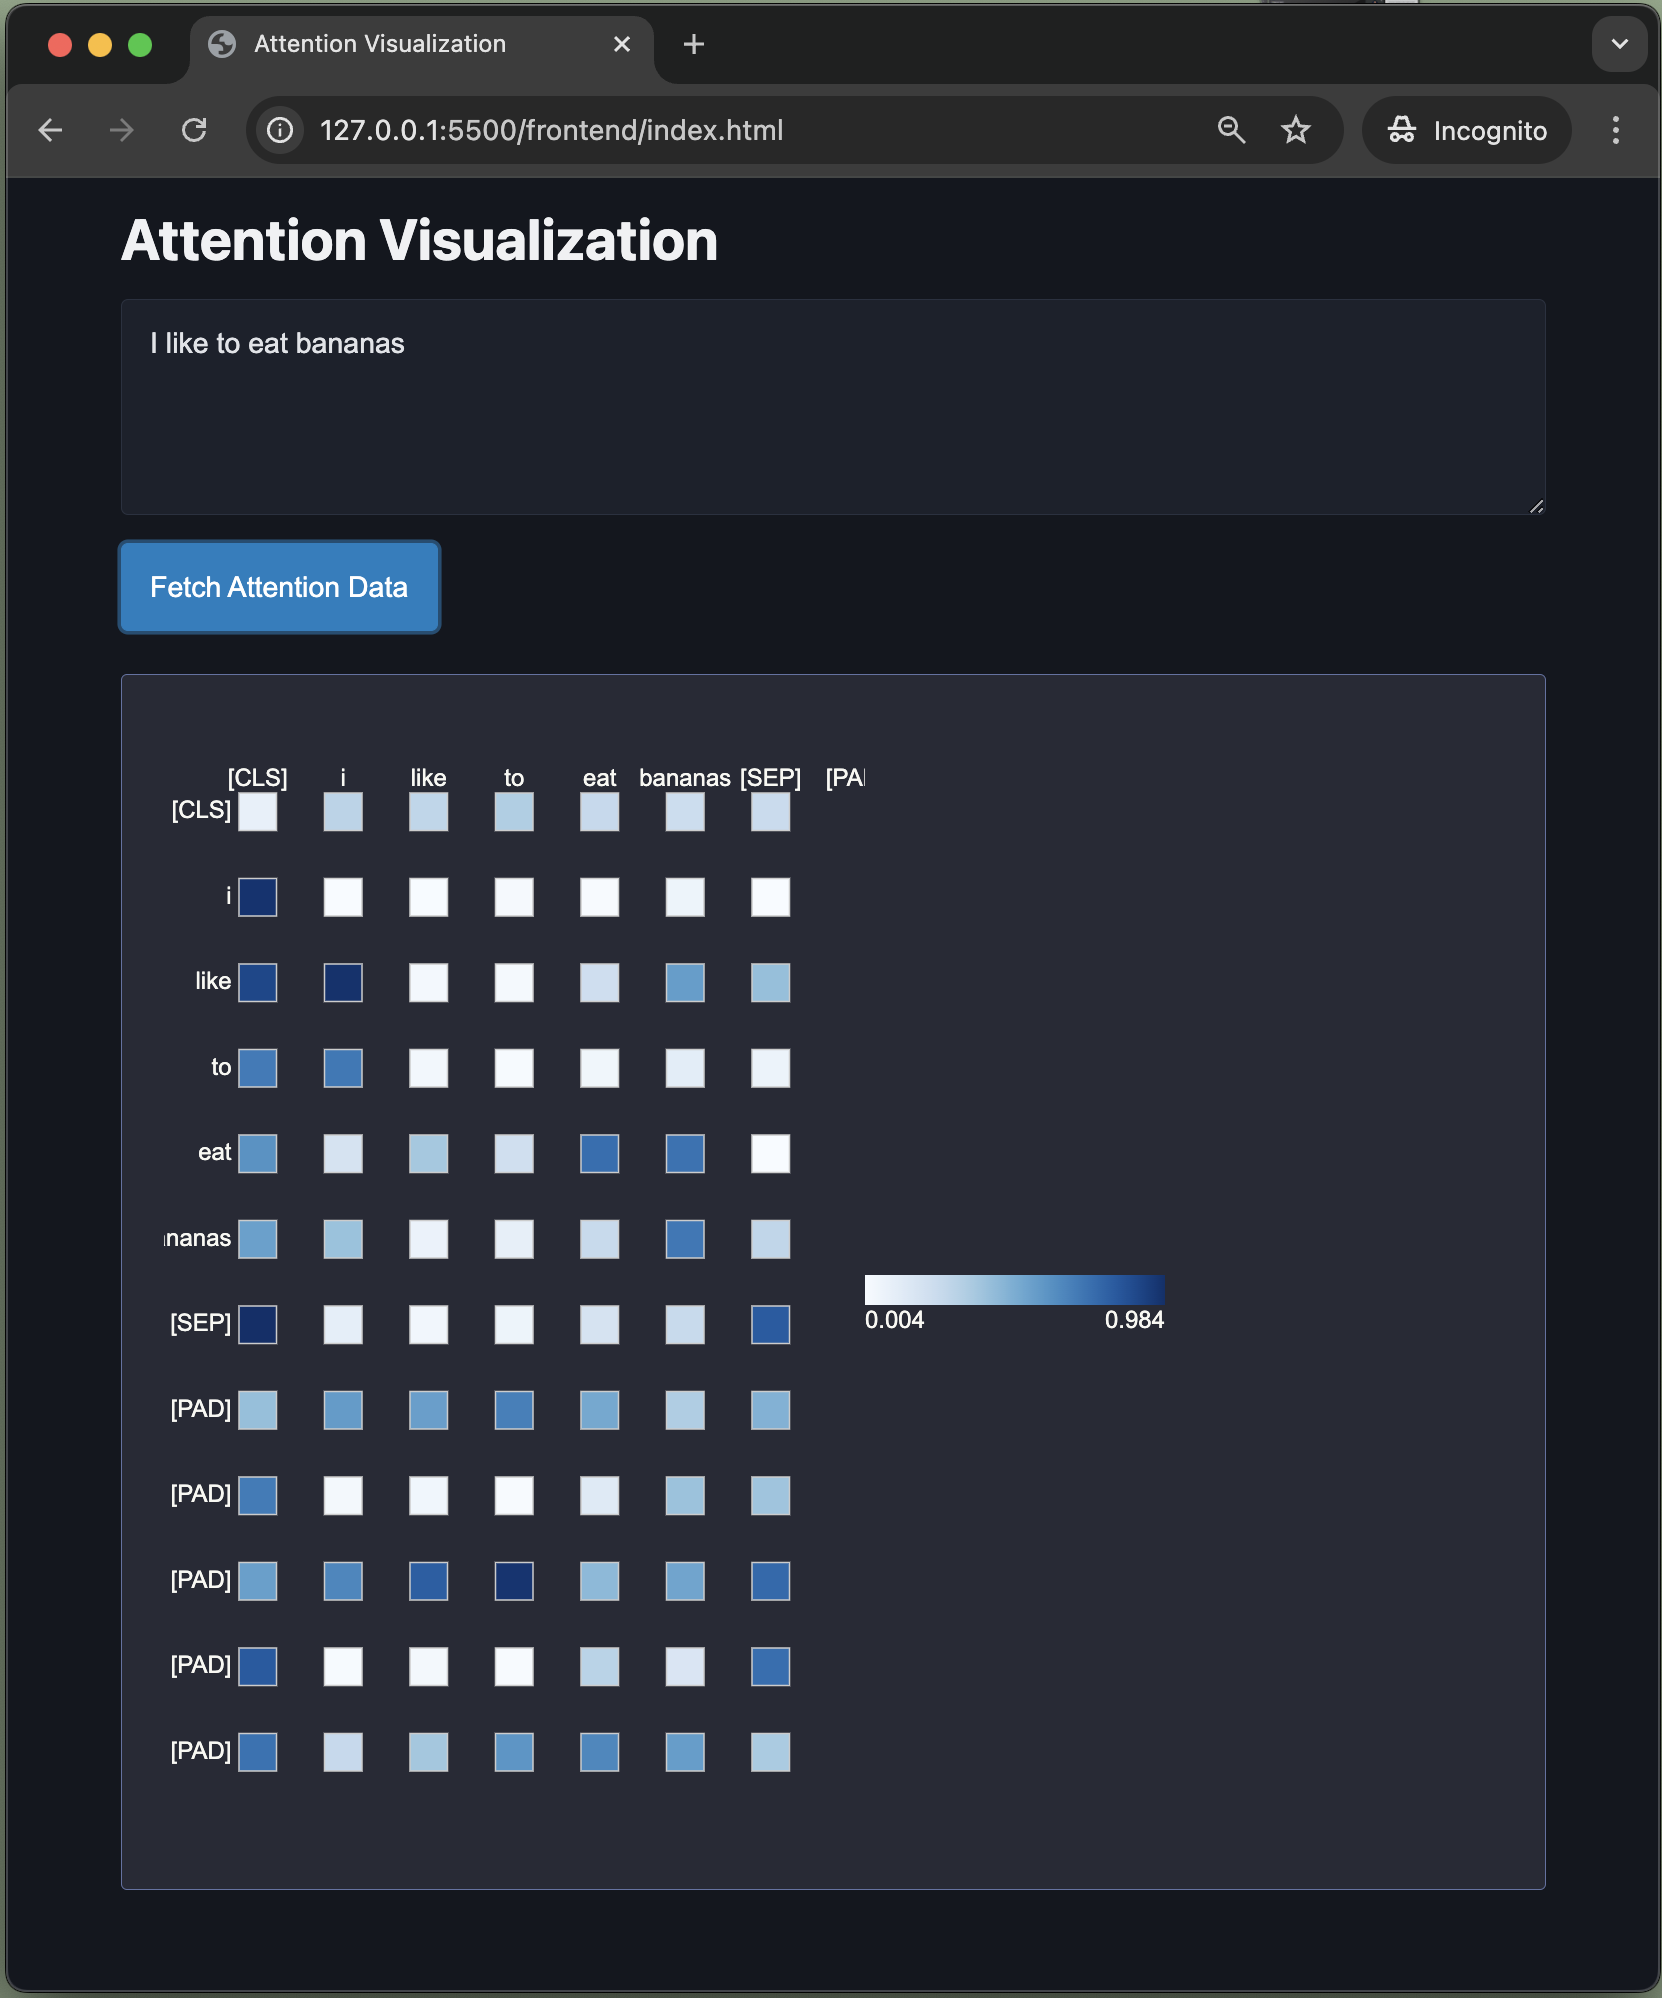 Attention Visualization
127.0.0.1:5500/frontend/index.html
Incognito
Attention Visualization
I like to eat bananas
Fetch Attention Data
[CLS] i like to eat bananas [SEP] [PA
[CLS]
i
like
to
eat
nanas
[SEP]
0.004 0.984
[PAD]
[PAD]
[PAD]
[PAD]
[PAD]